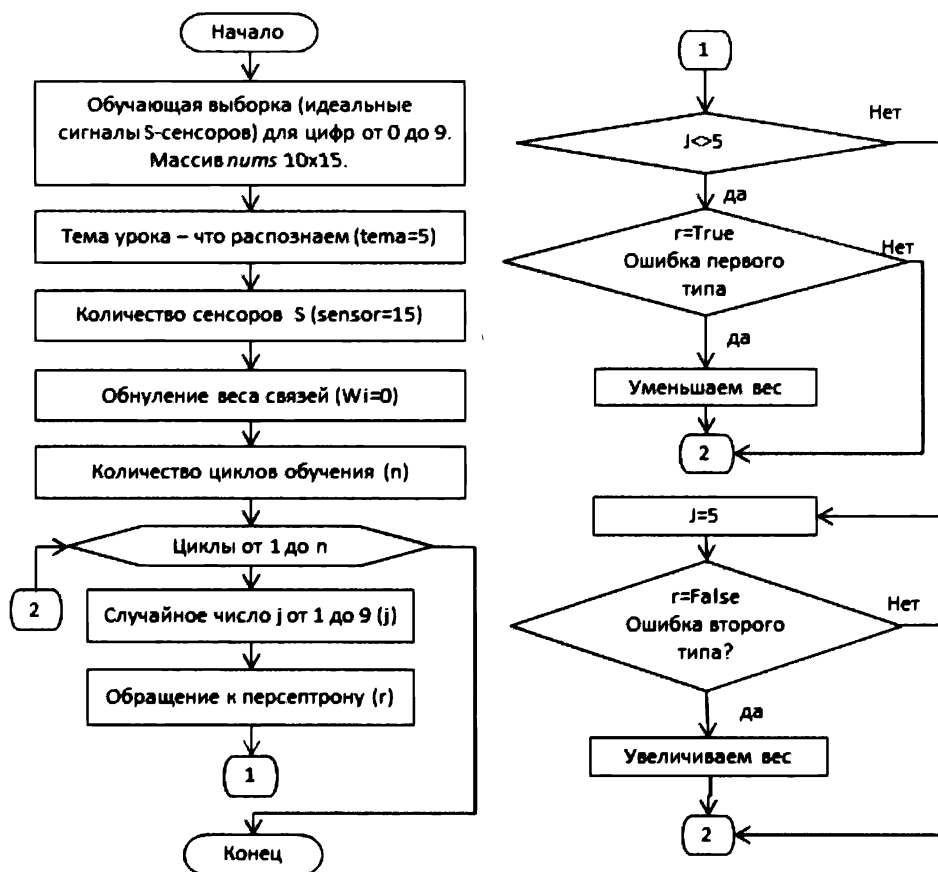 Начало
Обучающая выборка (идеальные
сигналы S-сенсоров) для цифр от 0 до 9.
Массив nums 10x15.
Тема урока – что распознаем (tema=5)
Количество сенсоров S (sensor=15)
Обнуление веса связей (Wi=0)
Количество циклов обучения (n)
Циклы от 1 до n
2
Случайное число j от 1 до 9 (j)
Обращение к персептрону (r)
1
Конец
1
Нет
J<>5
да
r=True
Ошибка первого
типа
Нет
да
Уменьшаем вес
2
J=5
r=False
Ошибка второго
типа?
Нет
да
Увеличиваем вес
2